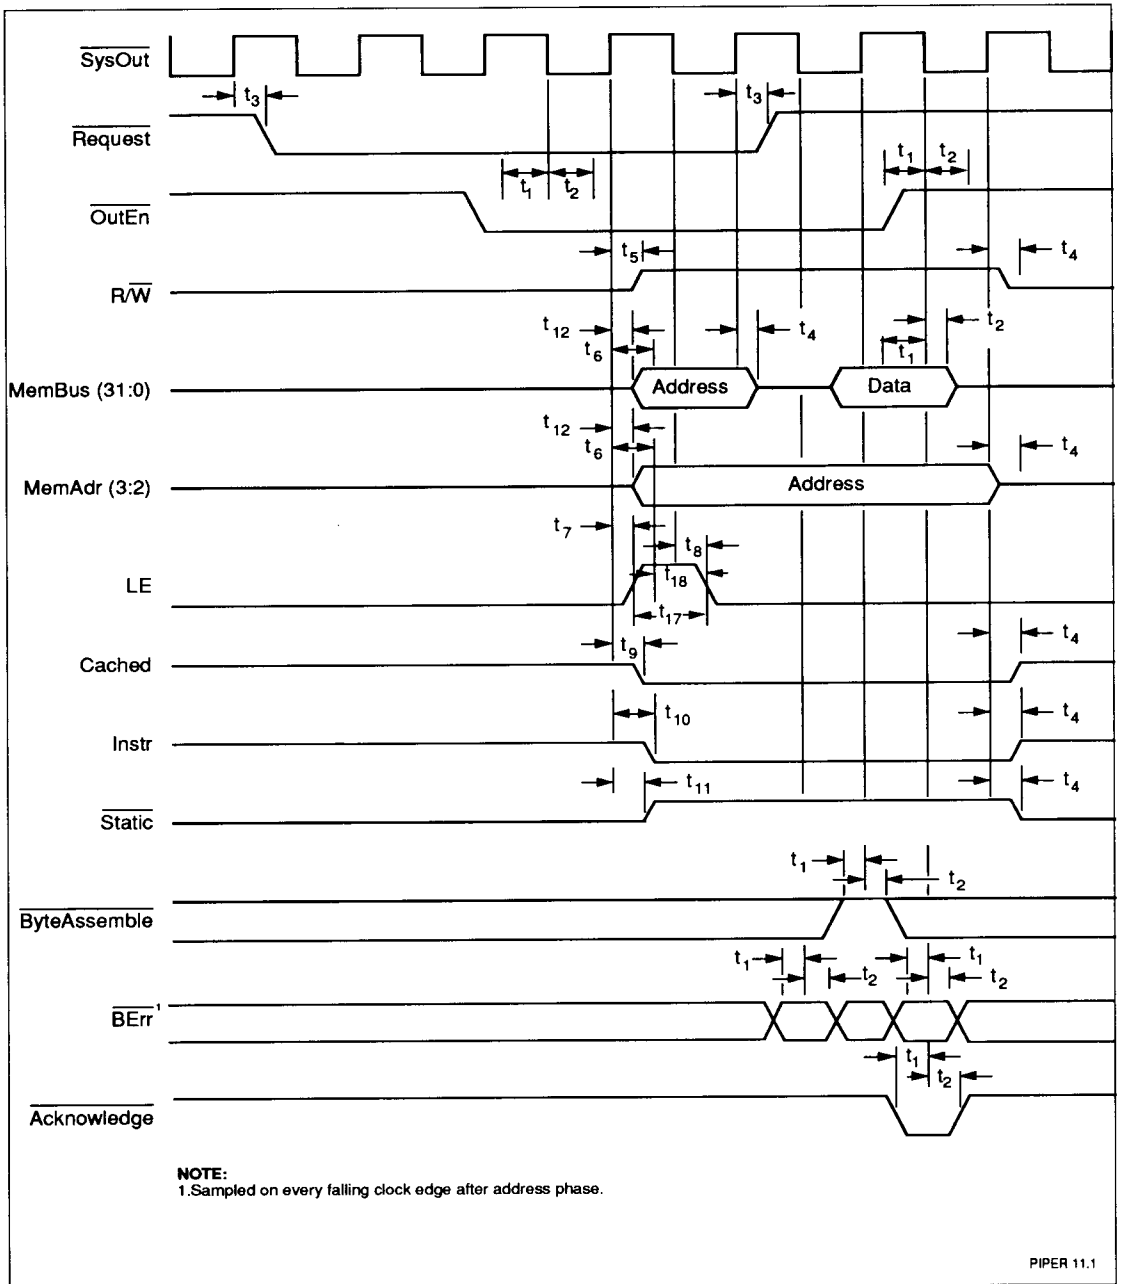 SysOut
t3
t3
Request
t1 t2
t1 t2
OutEn
t5
t4
R/W
t12
t4
t2
t6
t1
MemBus (31:0)
Address
Data
t12
t6
t4
MemAdr (3:2)
Address
t7
t8
LE
t18
t17
t9
t4
Cached
t10
t4
Instr
t11
t4
Static
t1
t2
ByteAssemble
t1
t1
t2
t2
BErr 1
t1
t2
Acknowledge
NOTE:
1.Sampled on every falling clock edge after address phase.
PIPER 11.1